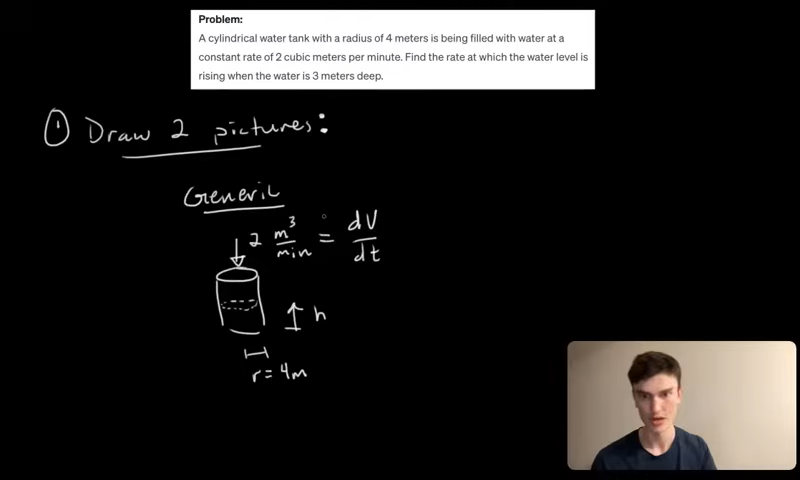 Problem:
A cylindrical water tank with a radius of 4 meters is being filled with water at a
constant rate of 2 cubic meters per minute. Find the rate at which the water level is
rising when the water is 3 meters deep.
① Draw 2 pictures:
Generic
2 m³/min = dV/dt
h
r = 4m